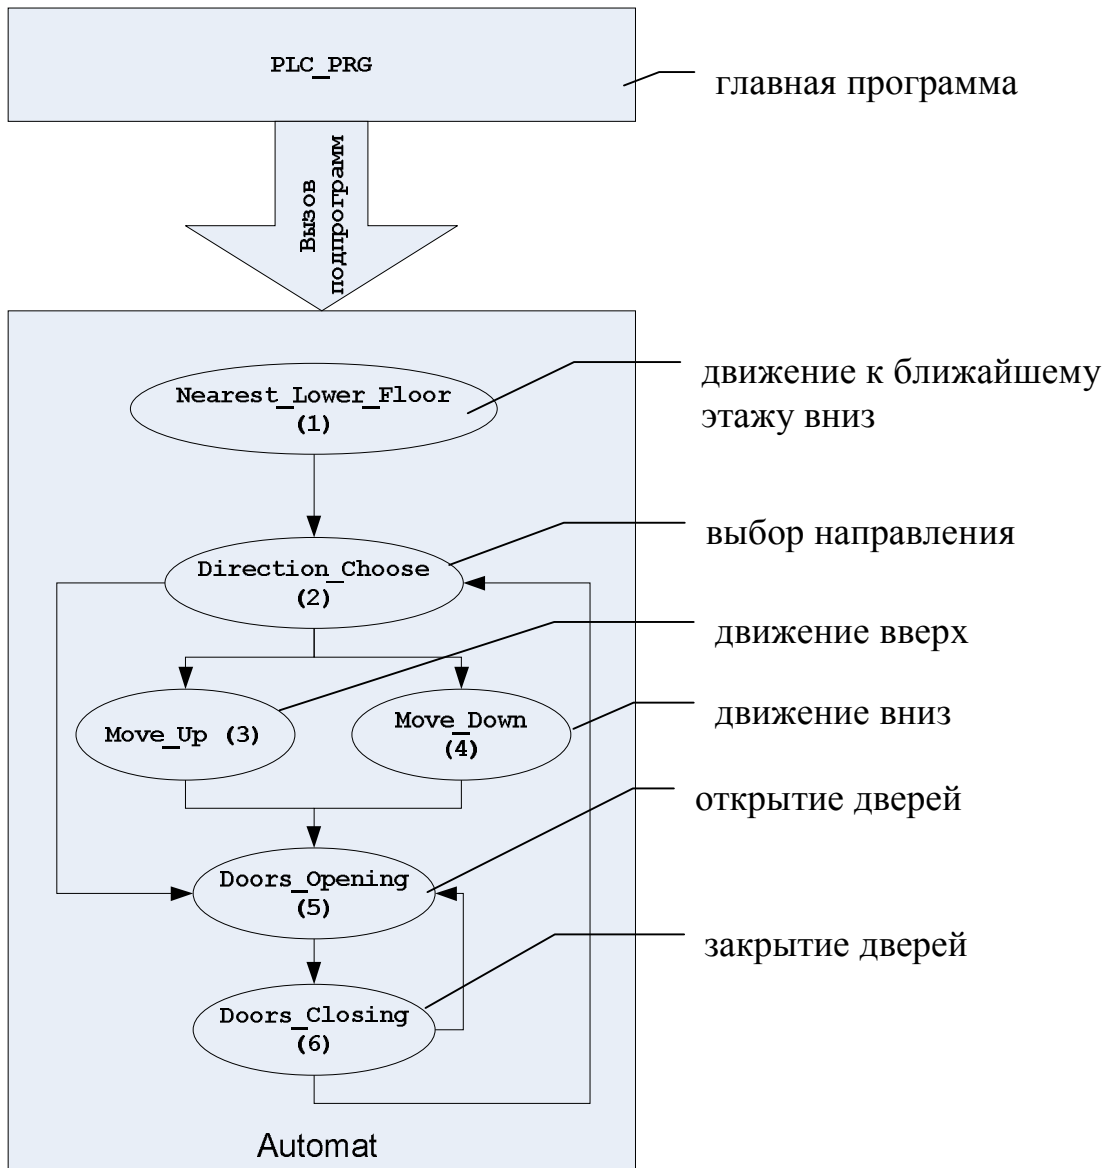 PLC_PRG
главная программа
Вызов
подпрограмм
Nearest_Lower_Floor
(1)
движение к ближайшему
этажу вниз
Direction_Choose
(2)
выбор направления
Move_Up (3)
движение вверх
Move_Down
(4)
движение вниз
Doors_Opening
(5)
открытие дверей
Doors_Closing
(6)
закрытие дверей
Automat